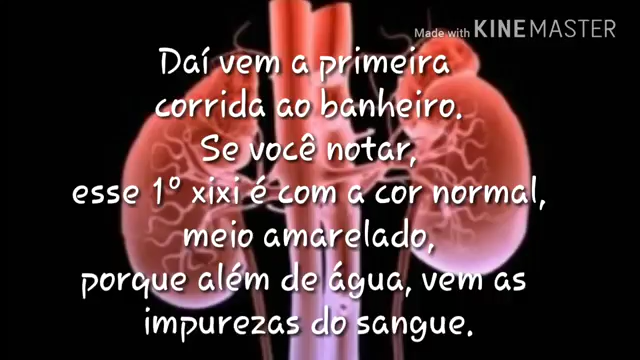 Made with KINEMASTER
Daí vem a primeira
corrida ao banheiro.
Se você notar,
esse 1º xixi é com a cor normal,
meio amarelado,
porque além de água, vem as
impurezas do sangue.